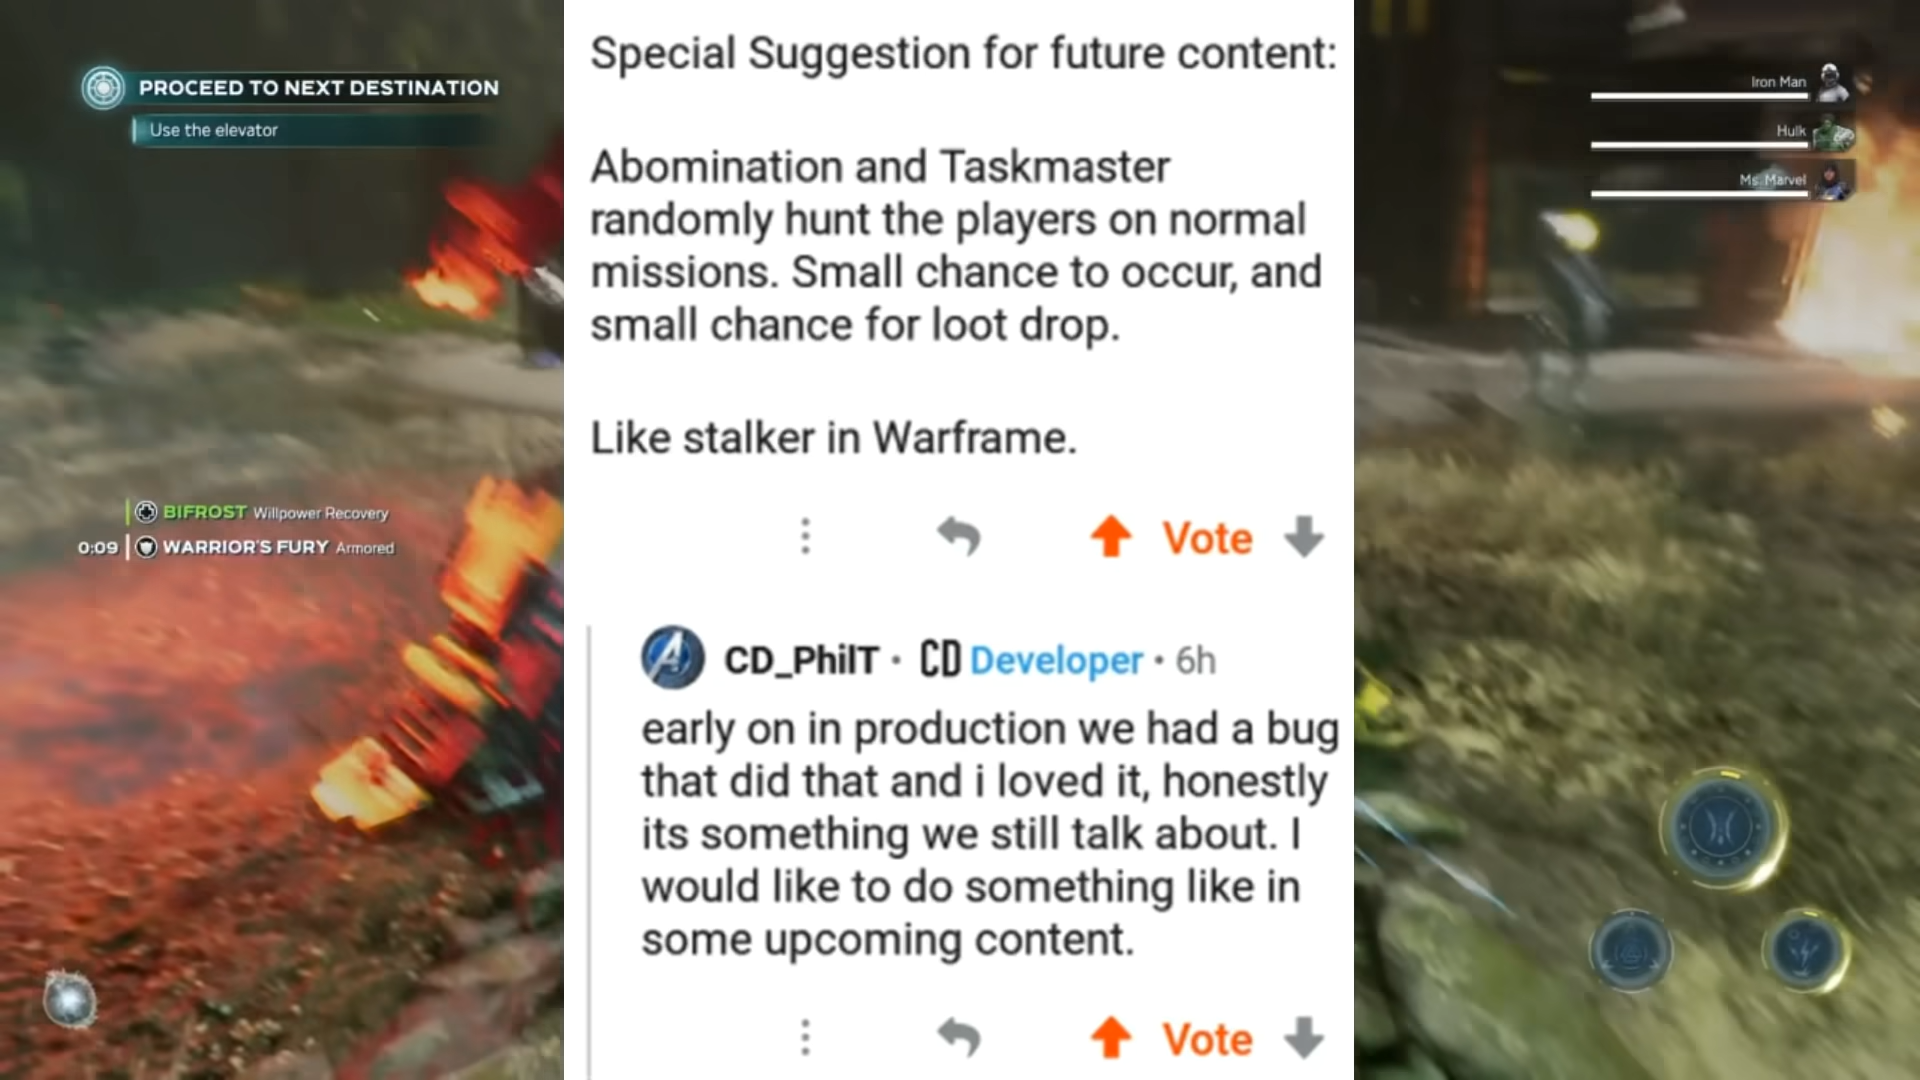 PROCEED TO NEXT DESTINATION
Use the elevator
BIFROST Willpower Recovery
0:09 WARRIOR'S FURY Armored
Special Suggestion for future content:
Abomination and Taskmaster
randomly hunt the players on normal
missions. Small chance to occur, and
small chance for loot drop.
Like stalker in Warframe.
Vote
CD_PhilT · CD Developer · 6h
early on in production we had a bug
that did that and i loved it, honestly
its something we still talk about. I
would like to do something like in
some upcoming content.
Vote
Iron Man
Hulk
Ms. Marvel